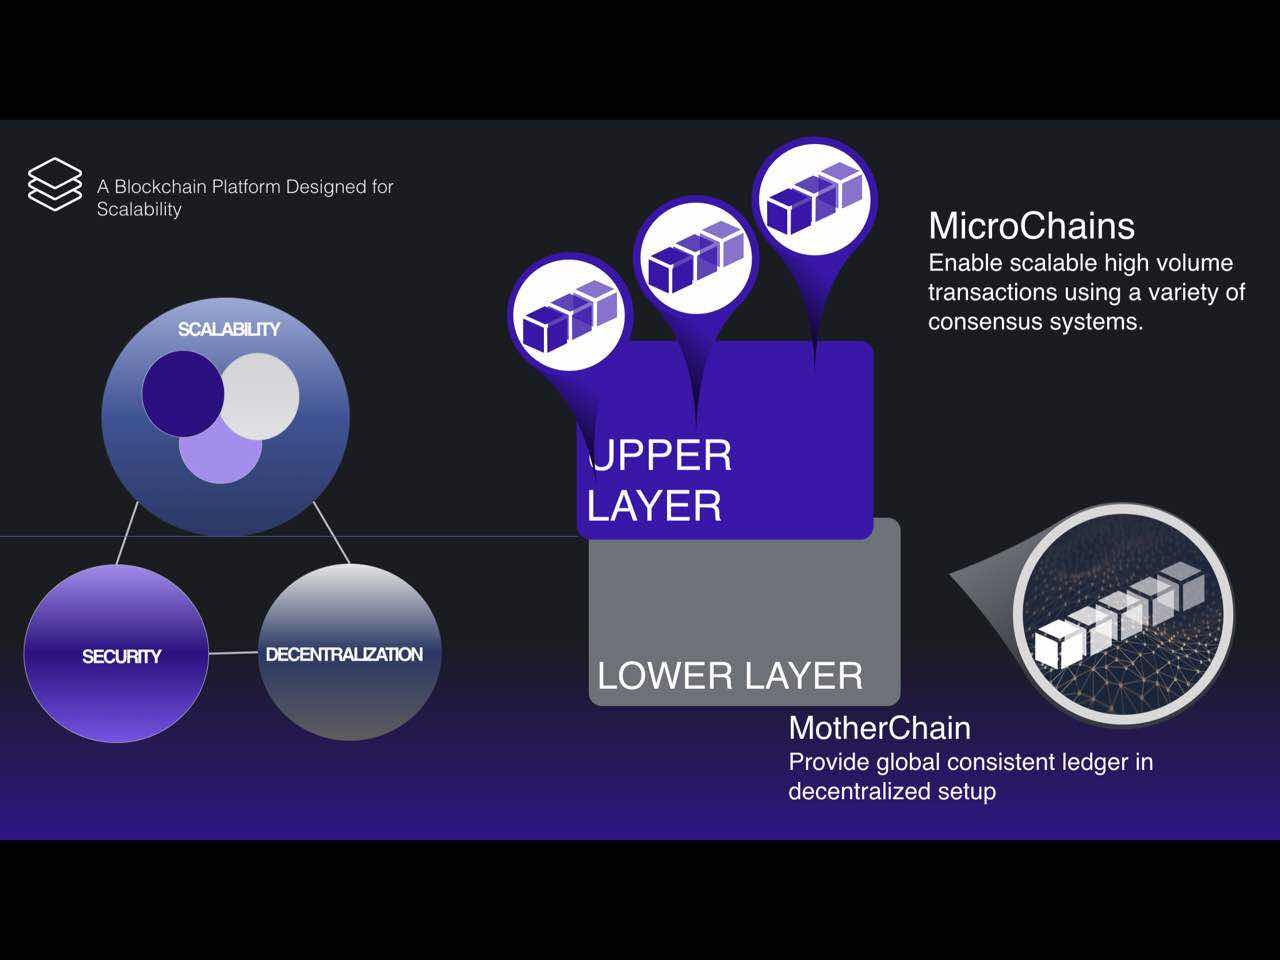 A Blockchain Platform Designed for
Scalability
SCALABILITY
SECURITY
DECENTRALIZATION
UPPER
LAYER
LOWER LAYER
MicroChains
Enable scalable high volume
transactions using a variety of
consensus systems.
MotherChain
Provide global consistent ledger in
decentralized setup